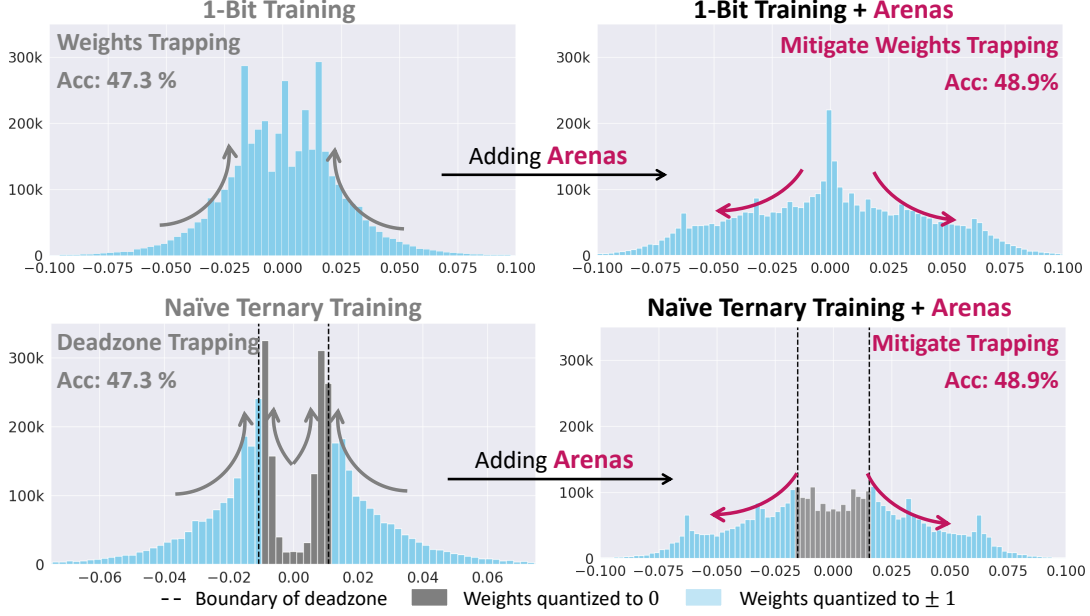 1-Bit Training
Weights Trapping
Acc: 47.3 %
300k
200k
100k
0
−0.100 −0.075 −0.050 −0.025 0.000 0.025 0.050 0.075 0.100
Adding Arenas
1-Bit Training + Arenas
Mitigate Weights Trapping
Acc: 48.9%
300k
200k
100k
0
−0.100 −0.075 −0.050 −0.025 0.000 0.025 0.050 0.075 0.100
Naïve Ternary Training
Deadzone Trapping
Acc: 47.3 %
300k
200k
100k
0
−0.06 −0.04 −0.02 0.00 0.02 0.04 0.06
Adding Arenas
Naïve Ternary Training + Arenas
Mitigate Trapping
Acc: 48.9%
300k
200k
100k
0
−0.100 −0.075 −0.050 −0.025 0.000 0.025 0.050 0.075 0.100
-- Boundary of deadzone Weights quantized to 0 Weights quantized to ± 1